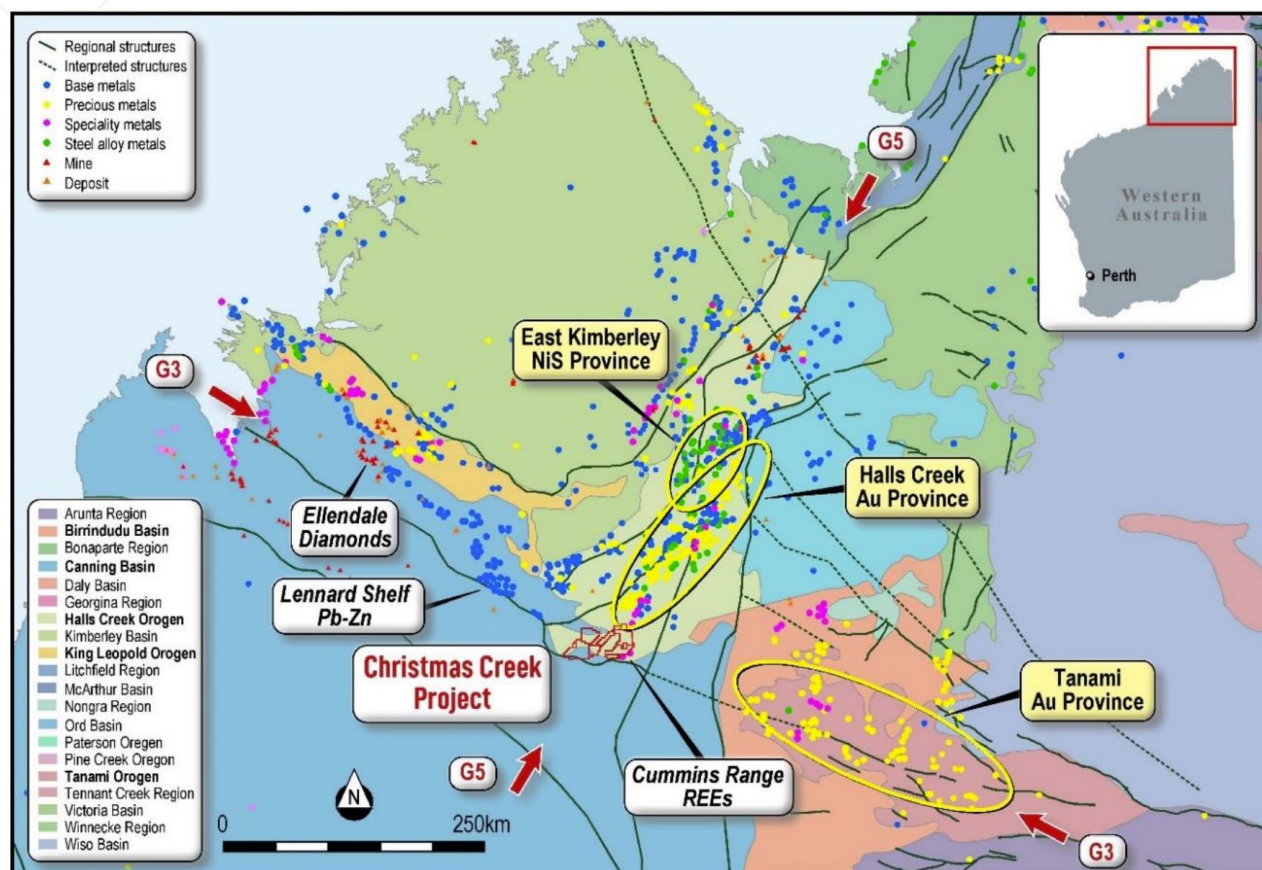 Regional structures
Interpreted structures
Base metals
Precious metals
Speciality metals
Steel alloy metals
Mine
Deposit
G5
Western
Australia
Perth
East Kimberley
NiS Province
G3
Halls Creek
Au Province
Ellendale
Diamonds
Lennard Shelf
Pb-Zn
Christmas Creek
Project
Tanami
Au Province
Cummins Range
REEs
G5
G3
N
0
250km
Arunta Region
Birrindudu Basin
Bonaparte Region
Canning Basin
Daly Basin
Georgina Region
Halls Creek Orogen
Kimberley Basin
King Leopold Orogen
Litchfield Region
McArthur Basin
Nongra Region
Ord Basin
Paterson Oregen
Pine Creek Oregon
Tanami Orogen
Tennant Creek Region
Victoria Basin
Winnecke Region
Wiso Basin